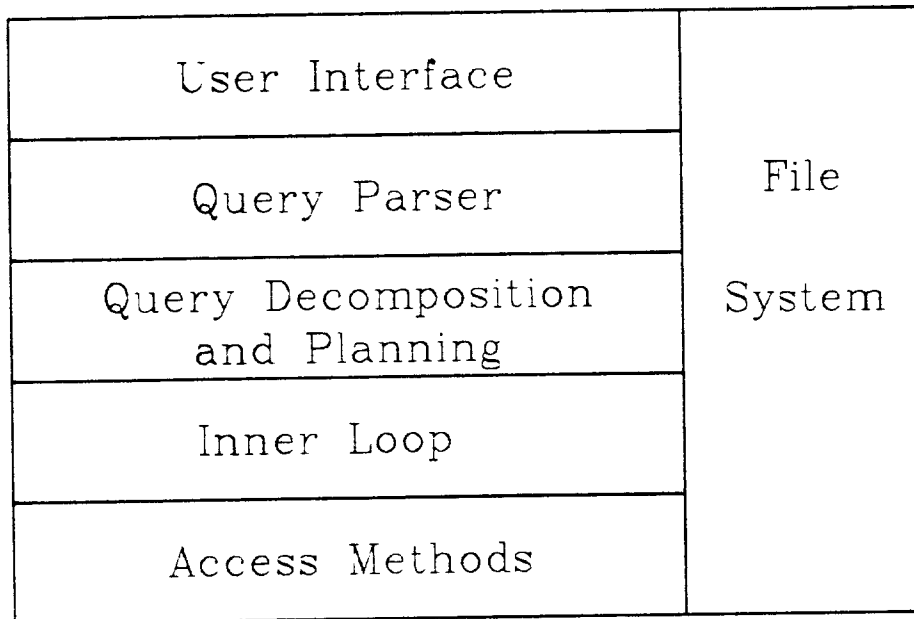 User Interface
Query Parser
Query Decomposition
and Planning
Inner Loop
Access Methods
File
System